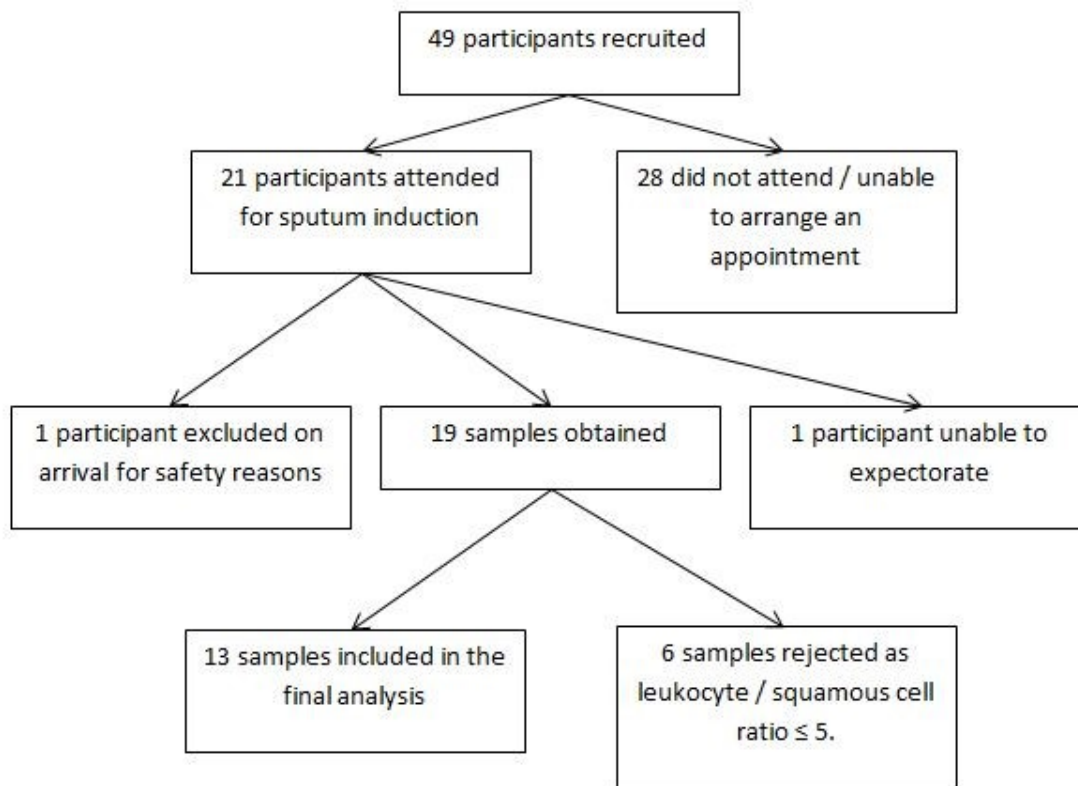 49 participants recruited
21 participants attended
for sputum induction
28 did not attend / unable
to arrange an
appointment
1 participant excluded on
arrival for safety reasons
19 samples obtained
1 participant unable to
expectorate
13 samples included in the
final analysis
6 samples rejected as
leukocyte / squamous cell
ratio ≤ 5.